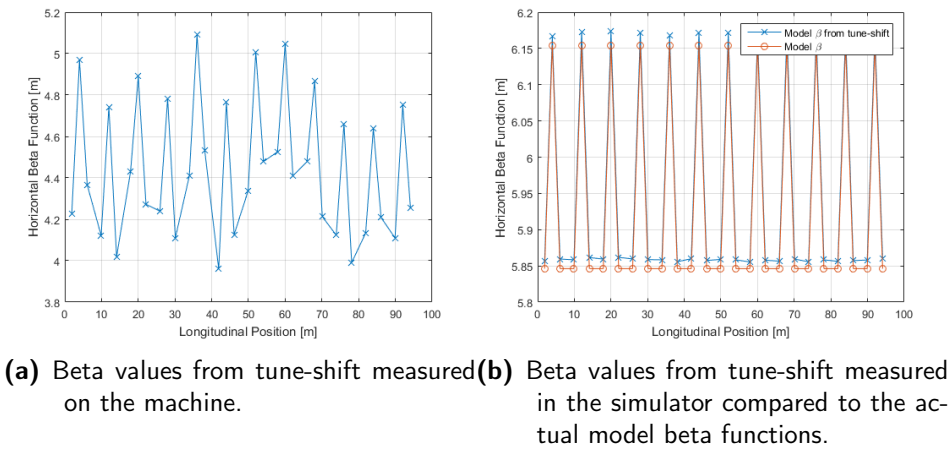 5.2
5
4.8
4.6
4.4
4.2
4
3.8
Horizontal Beta Function [m]
0 10 20 30 40 50 60 70 80 90 100
Longitudinal Position [m]
6.2
6.15
6.1
6.05
6
5.95
5.9
5.85
5.8
Horizontal Beta Function [m]
Model β from tune-shift
Model β
0 10 20 30 40 50 60 70 80 90 100
Longitudinal Position [m]
(a) Beta values from tune-shift measured
on the machine.
(b) Beta values from tune-shift measured
in the simulator compared to the ac-
tual model beta functions.